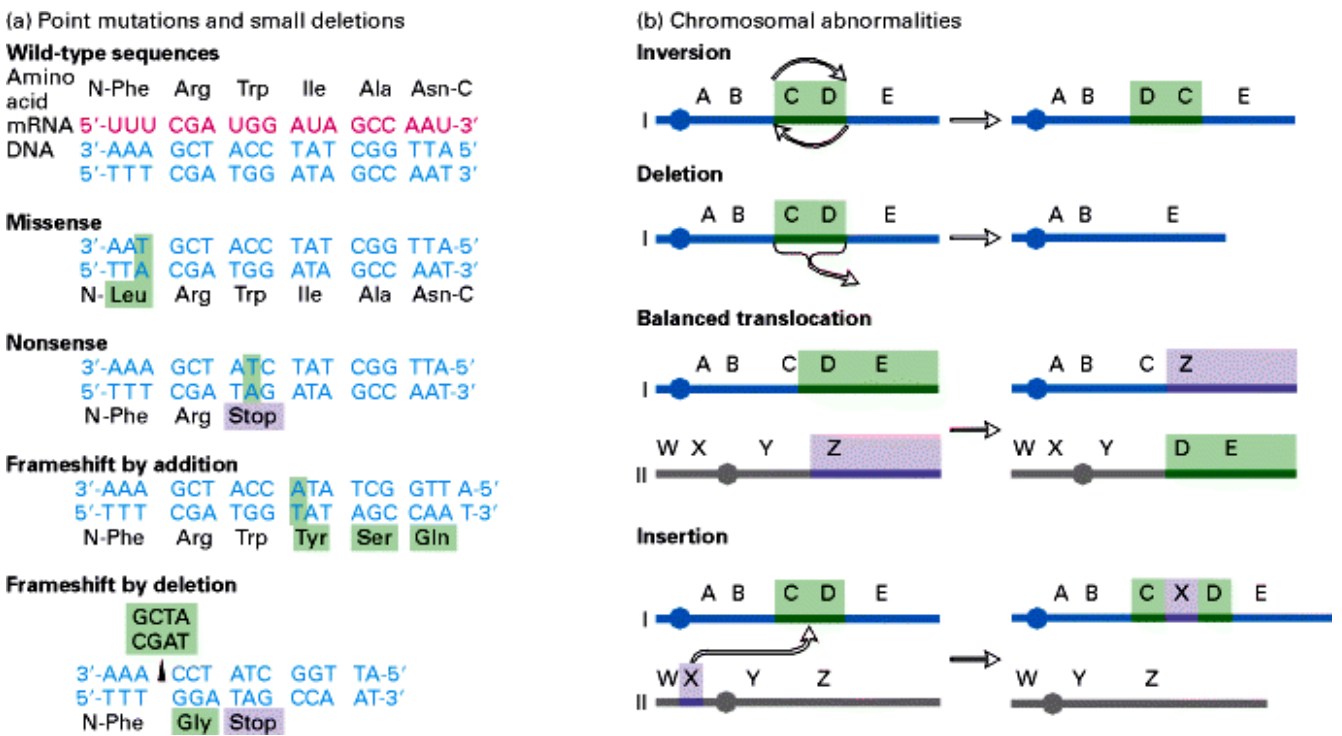 (a) Point mutations and small deletions
Wild-type sequences
Amino acid N-Phe Arg Trp Ile Ala Asn-C
mRNA 5′-UUU CGA UGG AUA GCC AAU-3′
DNA 3′-AAA GCT ACC TAT CGG TTA 5′
5′-TTT CGA TGG ATA GCC AAT 3′
Missense
3′-AAT GCT ACC TAT CGG TTA-5′
5′-TTA CGA TGG ATA GCC AAT-3′
N-Leu Arg Trp Ile Ala Asn-C
Nonsense
3′-AAA GCT ATC TAT CGG TTA-5′
5′-TTT CGA TAG ATA GCC AAT-3′
N-Phe Arg Stop
Frameshift by addition
3′-AAA GCT ACC ATA TCG GTT A-5′
5′-TTT CGA TGG TAT AGC CAA T-3′
N-Phe Arg Trp Tyr Ser Gln
Frameshift by deletion
GCTA
CGAT
3′-AAA CCT ATC GGT TA-5′
5′-TTT GGA TAG CCA AT-3′
N-Phe Gly Stop
(b) Chromosomal abnormalities
Inversion
A B C D E
I
A B D C E
Deletion
A B C D E
I
A B E
Balanced translocation
A B C D E
I
A B C Z
W X Y Z
II
W X Y D E
Insertion
A B C D E
I
A B C X D E
W X Y Z
II
W Y Z